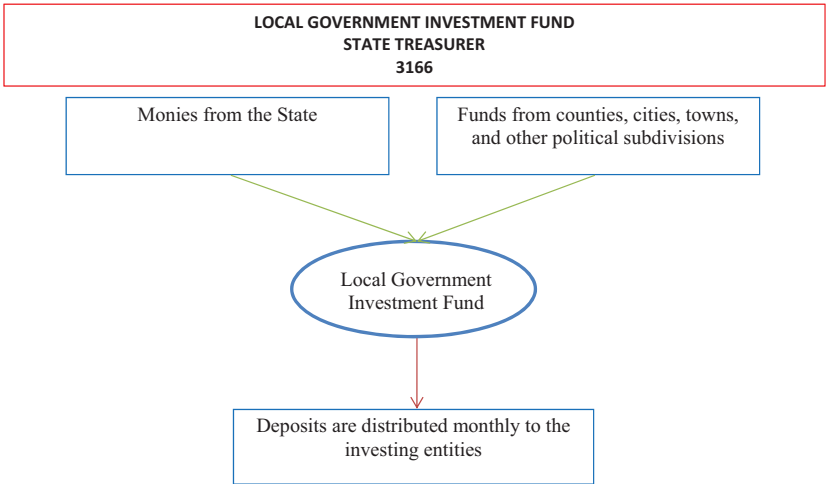 LOCAL GOVERNMENT INVESTMENT FUND
STATE TREASURER
3166
Monies from the State
Funds from counties, cities, towns,
and other political subdivisions
Local Government
Investment Fund
Deposits are distributed monthly to the
investing entities